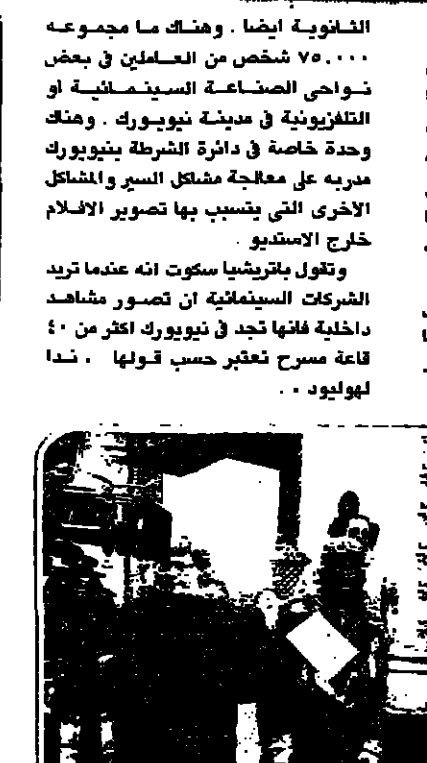 الثانوية ايضا . وهناك ما مجموعه
٧٥,٠٠٠ شخص من العاملين في بعض
نواحي الصناعة السينمائية او
التلفزيونية في مدينة نيويورك . وهناك
وحدة خاصة في دائرة الشرطة بنيويورك
مدربه على معالجة مشاكل السير والمشاكل
الاخرى التي يتسبب بها تصوير الافلام
خارج الاستديو .
وتقول باتريشيا سكوت انه عندما تريد
الشركات السينمائية ان تصور مشاهد
داخلية فانها تجد في نيويورك اكثر من ٤٠
قاعة مسرح تعتبر حسب قولها . ندا
لهوليود . .